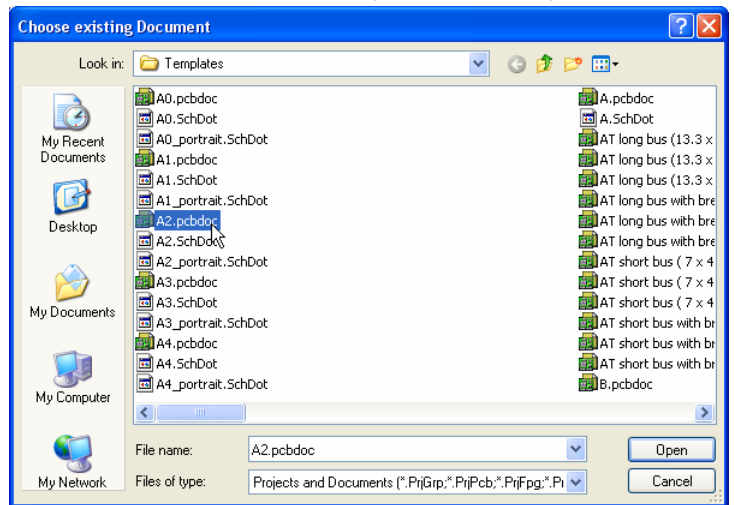 Choose existing Document
Look in:
Templates
My Recent
Documents
Desktop
My Documents
My Computer
My Network
A0.pcbdoc
A0.SchDot
A0_portrait.SchDot
A1.pcbdoc
A1.SchDot
A1_portrait.SchDot
A2.pcbdoc
A2.SchDot
A2_portrait.SchDot
A3.pcbdoc
A3.SchDot
A3_portrait.SchDot
A4.pcbdoc
A4.SchDot
A4_portrait.SchDot
A.pcbdoc
A.SchDot
AT long bus (13.3 x
AT long bus (13.3 x
AT long bus (13.3 x
AT long bus with bre
AT long bus with bre
AT long bus with bre
AT short bus ( 7 x 4
AT short bus ( 7 x 4
AT short bus ( 7 x 4
AT short bus with br
AT short bus with br
AT short bus with br
B.pcbdoc
File name:
A2.pcbdoc
Open
Files of type:
Projects and Documents (*.PrjGrp;*.PrjPcb;*.PrjFpg;*.Pr
Cancel